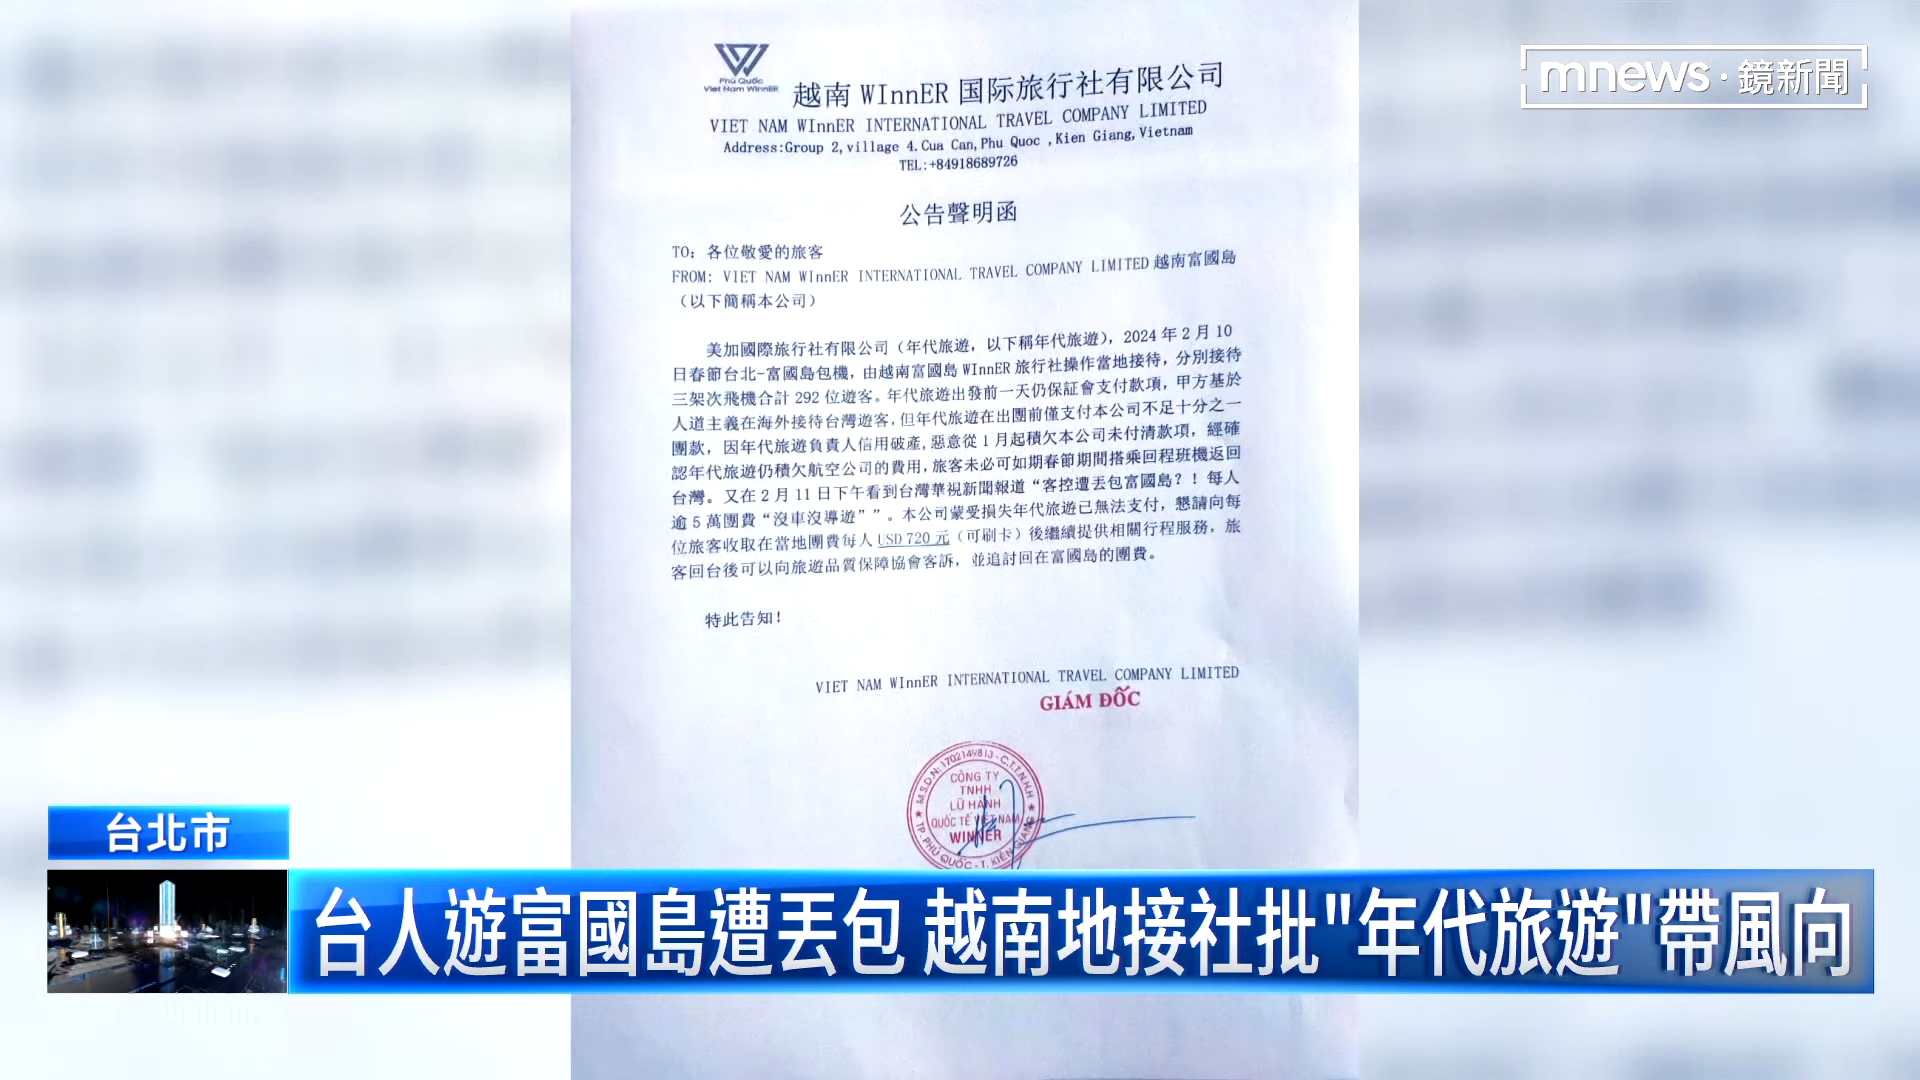 mnews·鏡新聞
Phú Quốc
Viet Nam WInnER
越南 WInnER 国际旅行社有限公司
VIET NAM WInnER INTERNATIONAL TRAVEL COMPANY LIMITED
Address:Group 2,village 4.Cua Can,Phu Quoc ,Kien Giang,Vietnam
TEL:+84918689726
公告聲明函
TO: 各位敬愛的旅客
FROM: VIET NAM WInnER INTERNATIONAL TRAVEL COMPANY LIMITED 越南富國島
（以下簡稱本公司）
美加國際旅行社有限公司（年代旅遊，以下稱年代旅遊），2024 年 2 月 10
日春節台北-富國島包機，由越南富國島 WInnER 旅行社操作當地接待，分別接待
三架次飛機合計 292 位遊客。年代旅遊出發前一天仍保証會支付款項，甲方基於
人道主義在海外接待台灣遊客，但年代旅遊在出團前僅支付本公司不足十分之一
團款，因年代旅遊負責人信用破產，惡意從 1 月起積欠本公司未付清款項，經確
認年代旅遊仍積欠航空公司的費用，旅客未必可如期春節期間搭乘回程班機返回
台灣。又在 2 月 11 日下午看到台灣華視新聞報道“客控遭丟包富國島？！每人
逾 5 萬團費“沒車沒導遊””。本公司蒙受損失年代旅遊已無法支付，懇請向每
位旅客收取在當地團費每人 USD 720 元（可刷卡）後繼續提供相關行程服務，旅
客回台後可以向旅遊品質保障協會客訴，並追討回在富國島的團費。
特此告知！
VIET NAM WInnER INTERNATIONAL TRAVEL COMPANY LIMITED
GIÁM ĐỐC
M.S.D.N: 1702149813 - C.T.T.N.H.H
CÔNG TY
TNHH
LỮ HÀNH
QUỐC TẾ VIỆT NAM
WINNER
TP. PHÚ QUỐC - T. KIÊN GIANG
台北市
台人遊富國島遭丟包 越南地接社批"年代旅遊"帶風向